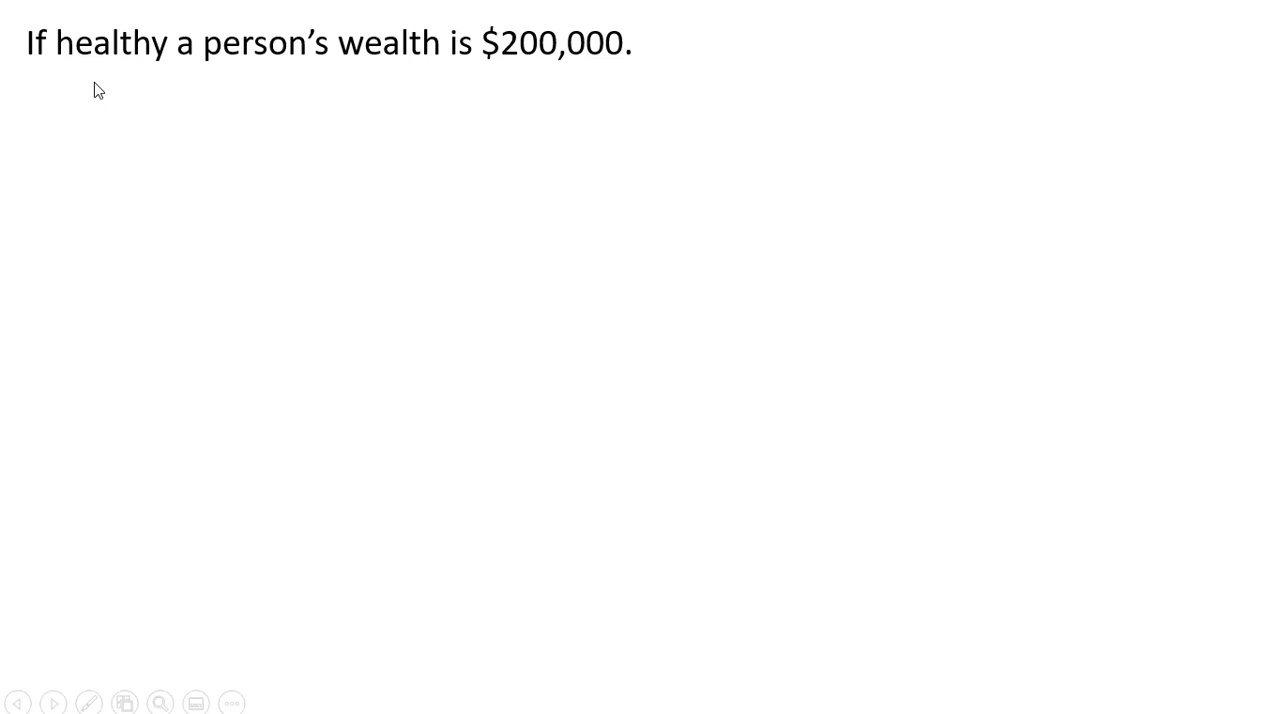 If healthy a person’s wealth is $200,000.